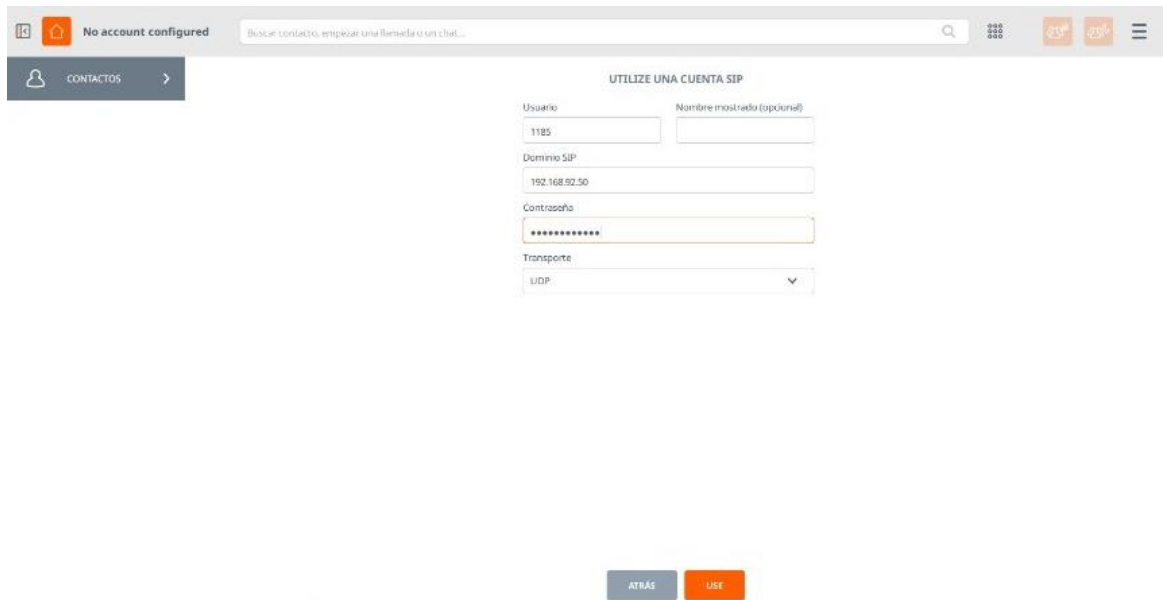 No account configured
Buscar contacto, empezar una llamada o un chat...
CONTACTOS
UTILIZE UNA CUENTA SIP
Usuario
Nombre mostrado (opcional)
1185
Dominio SIP
192.168.92.50
Contraseña
••••••••••••
Transporte
UDP
ATRÁS
USE